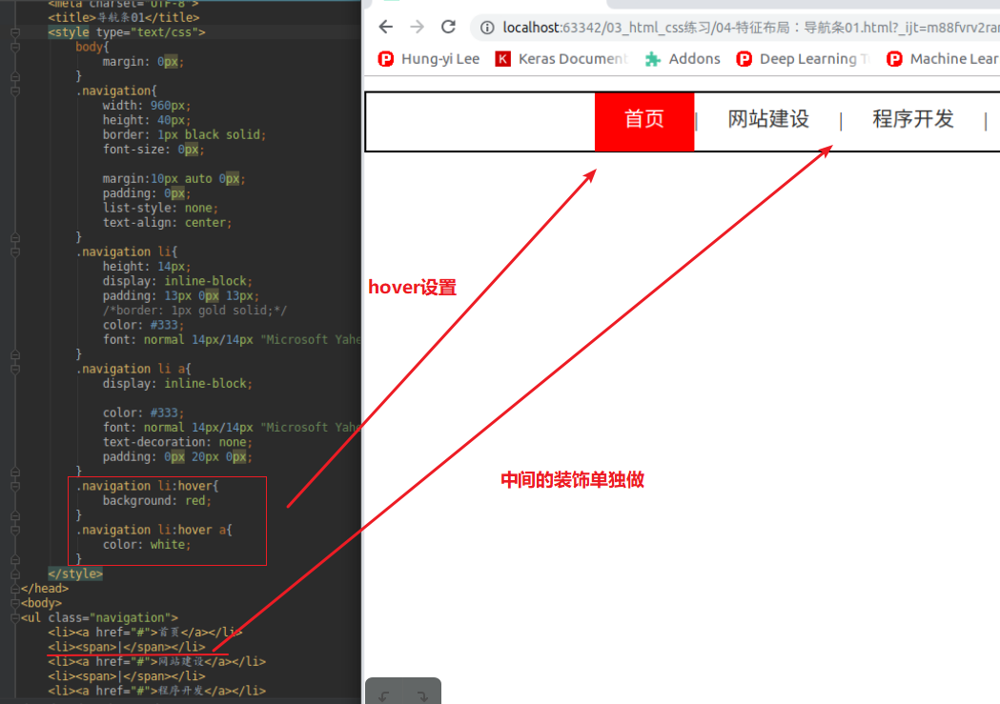 <meta charset="UTF-8">
<title>导航条01</title>
<style type="text/css">
body{
margin: 0px;
}
.navigation{
width: 960px;
height: 40px;
border: 1px black solid;
font-size: 0px;
margin:10px auto 0px;
padding: 0px;
list-style: none;
text-align: center;
}
.navigation li{
height: 14px;
display: inline-block;
padding: 13px 0px 13px;
/*border: 1px gold solid;*/
color: #333;
font: normal 14px/14px "Microsoft Yahe
}
.navigation li a{
display: inline-block;
color: #333;
font: normal 14px/14px "Microsoft Yahe
text-decoration: none;
padding: 0px 20px 0px;
}
.navigation li:hover{
background: red;
}
.navigation li:hover a{
color: white;
}
</style>
</head>
<body>
<ul class="navigation">
<li><a href="#">首页</a></li>
<li><span>|</span></li>
<li><a href="#">网站建设</a></li>
<li><span>|</span></li>
<li><a href="#">程序开发</a></li>
localhost:63342/03_html_css练习/04-特征布局：导航条01.html?_ijt=m88fvrv2ra
Hung-yi Lee Keras Document Addons Deep Learning Machine Lear
首页 | 网站建设 | 程序开发 |
hover设置
中间的装饰单独做